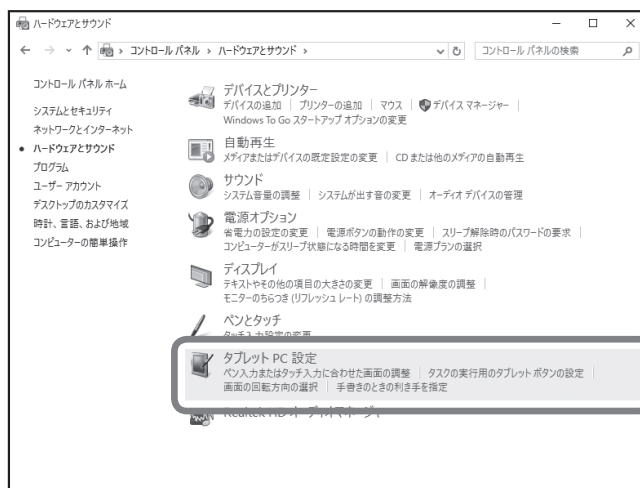 ハードウェアとサウンド
コントロール パネル › ハードウェアとサウンド ›
コントロール パネルの検索
コントロール パネル ホーム
システムとセキュリティ
ネットワークとインターネット
ハードウェアとサウンド
プログラム
ユーザー アカウント
デスクトップのカスタマイズ
時計、言語、および地域
コンピューターの簡単操作
デバイスとプリンター
デバイスの追加 | プリンターの追加 | マウス | デバイス マネージャー |
Windows To Go スタートアップ オプションの変更
自動再生
メディアまたはデバイスの既定設定の変更 | CD または他のメディアの自動再生
サウンド
システム音量の調整 | システムが出す音の変更 | オーディオ デバイスの管理
電源オプション
省電力の設定の変更 | 電源ボタンの動作の変更 | スリープ解除時のパスワードの要求 |
コンピューターがスリープ状態になる時間を変更 | 電源プランの選択
ディスプレイ
テキストやその他の項目の大きさの変更 | 画面の解像度の調整 |
モニターのちらつき (リフレッシュ レート) の調整方法
ペンとタッチ
タッチ入力設定の変更
タブレット PC 設定
ペン入力またはタッチ入力に合わせた画面の調整 | タスクの実行用のタブレット ボタンの設定 |
画面の回転方向の選択 | 手書きのときの利き手を指定
Realtek HD オーディオマネージャ